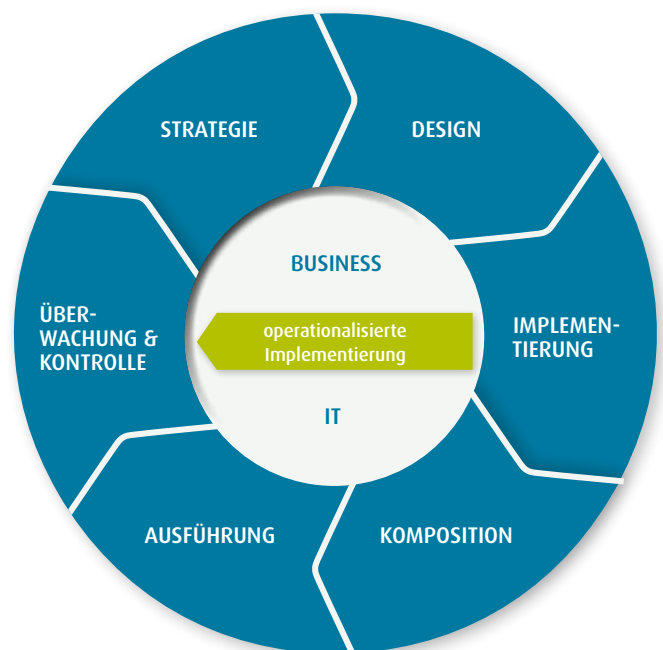 STRATEGIE
DESIGN
BUSINESS
ÜBER-
WACHUNG &
KONTROLLE
operationalisierte
Implementierung
IMPLEMEN-
TIERUNG
IT
AUSFÜHRUNG
KOMPOSITION